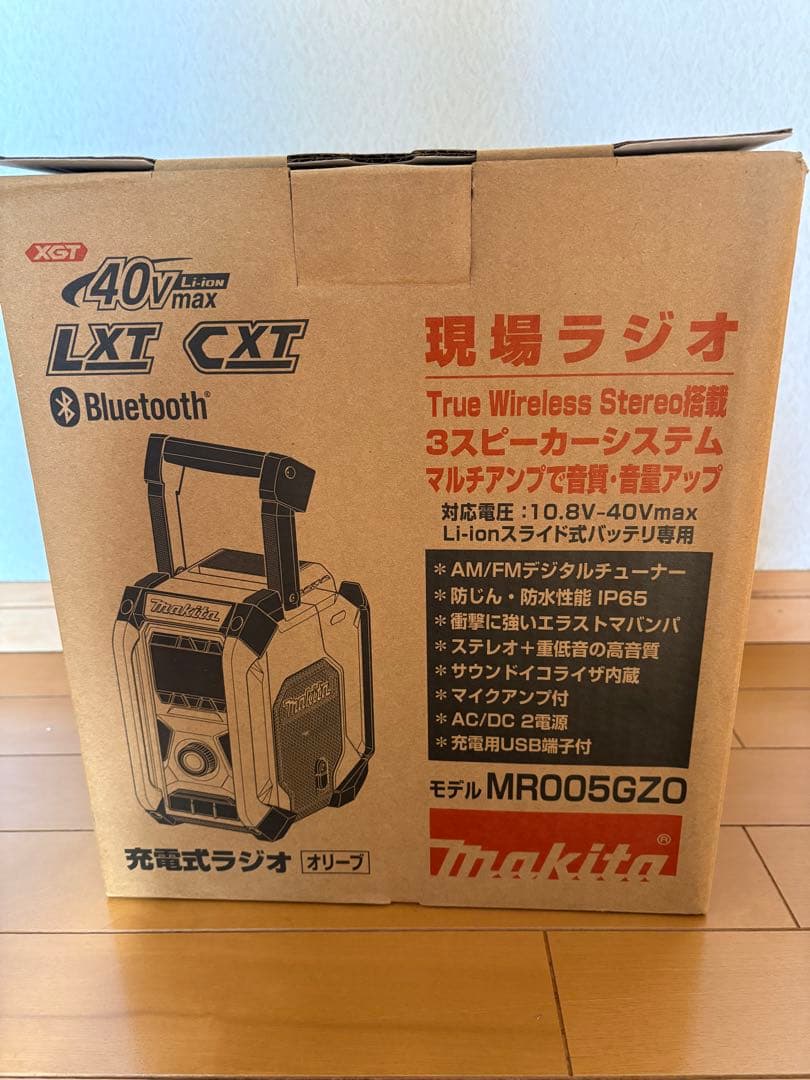 XGT
40Vmax Li-ion
LXT CXT
Bluetooth®
現場ラジオ
True Wireless Stereo搭載
3スピーカーシステム
マルチアンプで音質・音量アップ
対応電圧：10.8V-40Vmax
Li-ionスライド式バッテリ専用
*AM/FMデジタルチューナー
*防じん・防水性能 IP65
*衝撃に強いエラストマバンパ
*ステレオ+重低音の高音質
*サウンドイコライザ内蔵
*マイクアンプ付
*AC/DC 2電源
*充電用USB端子付
モデル MR005GZO
makita®
makita
makita
充電式ラジオ オリーブ